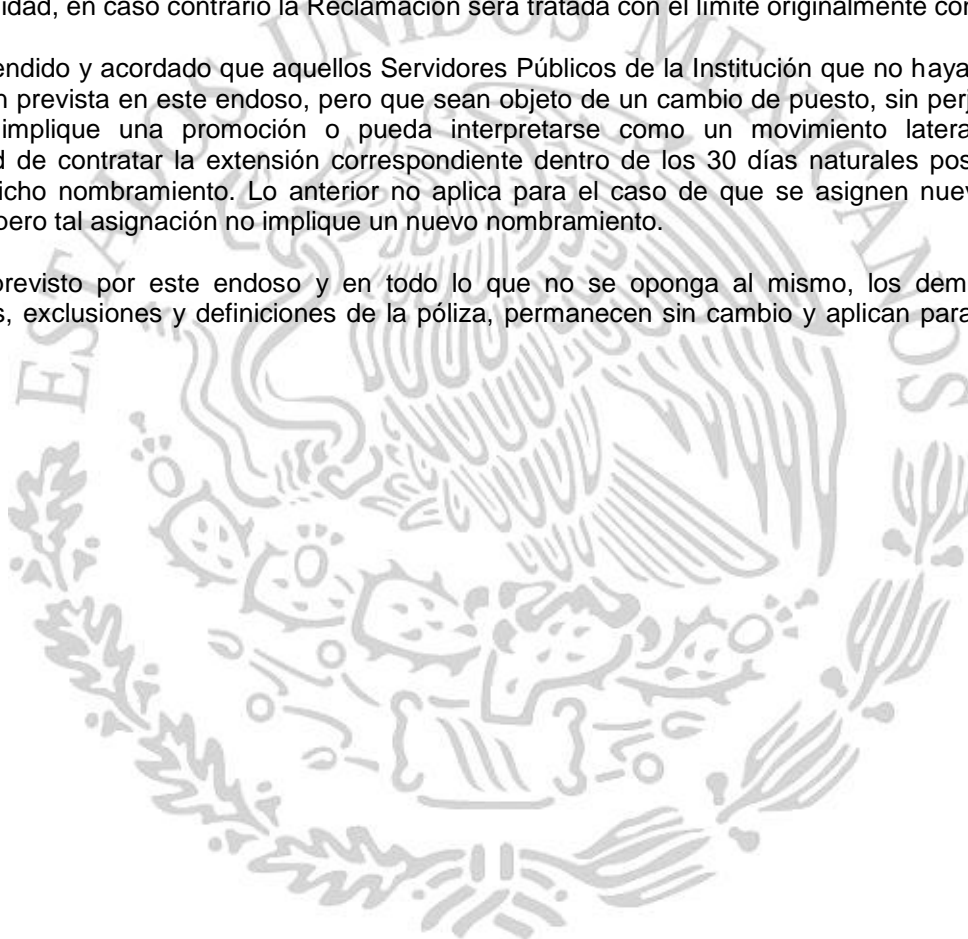 idad, en caso contrario la Reclamación será tratada con el límite originalmente con
endido y acordado que aquellos Servidores Públicos de la Institución que no haya
n prevista en este endoso, pero que sean objeto de un cambio de puesto, sin perj
implique una promoción o pueda interpretarse como un movimiento latera
d de contratar la extensión correspondiente dentro de los 30 días naturales pos
icho nombramiento. Lo anterior no aplica para el caso de que se asignen nuev
pero tal asignación no implique un nuevo nombramiento.
previsto por este endoso y en todo lo que no se oponga al mismo, los dem
s, exclusiones y definiciones de la póliza, permanecen sin cambio y aplican para
ESTADOS UNIDOS MEXICANOS